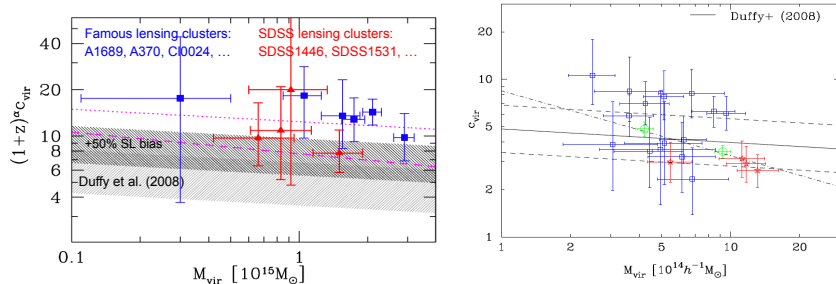 Famous lensing clusters:
A1689, A370, Cl0024, …
SDSS lensing clusters:
SDSS1446, SDSS1531, …
40
20
10
8
6
4
(1+z)^α c_vir
+50% SL bias
Duffy et al. (2008)
0.1
1
M_vir [10^15 M_⊙]
Duffy+ (2008)
10
5
1
c_vir
1
2
5
10
20
M_vir [10^14 h^-1 M_⊙]